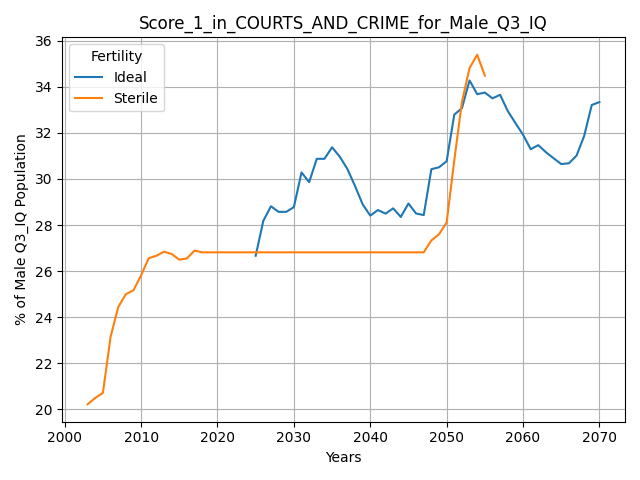 Score_1_in_COURTS_AND_CRIME_for_Male_Q3_IQ
Fertility
Ideal
Sterile
% of Male Q3_IQ Population
36
34
32
30
28
26
24
22
20
2000 2010 2020 2030 2040 2050 2060 2070
Years